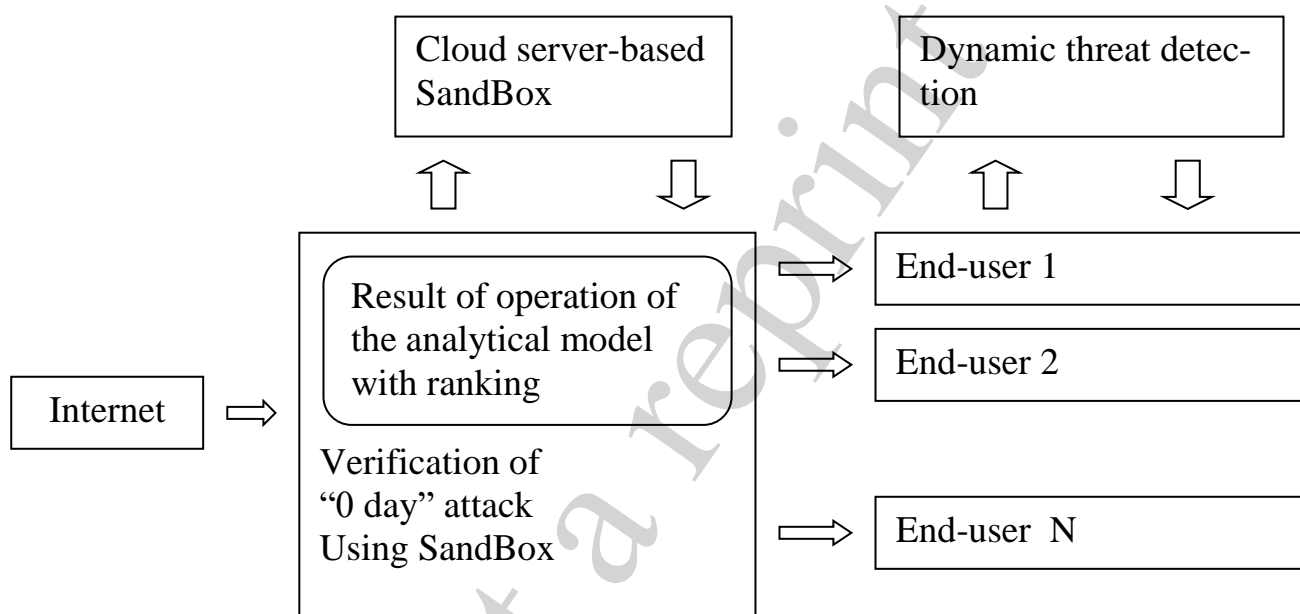 Cloud server-based
SandBox
Dynamic threat detec-
tion
Result of operation of
the analytical model
with ranking
Internet
Verification of
“0 day” attack
Using SandBox
End-user 1
End-user 2
End-user N
t a reprint